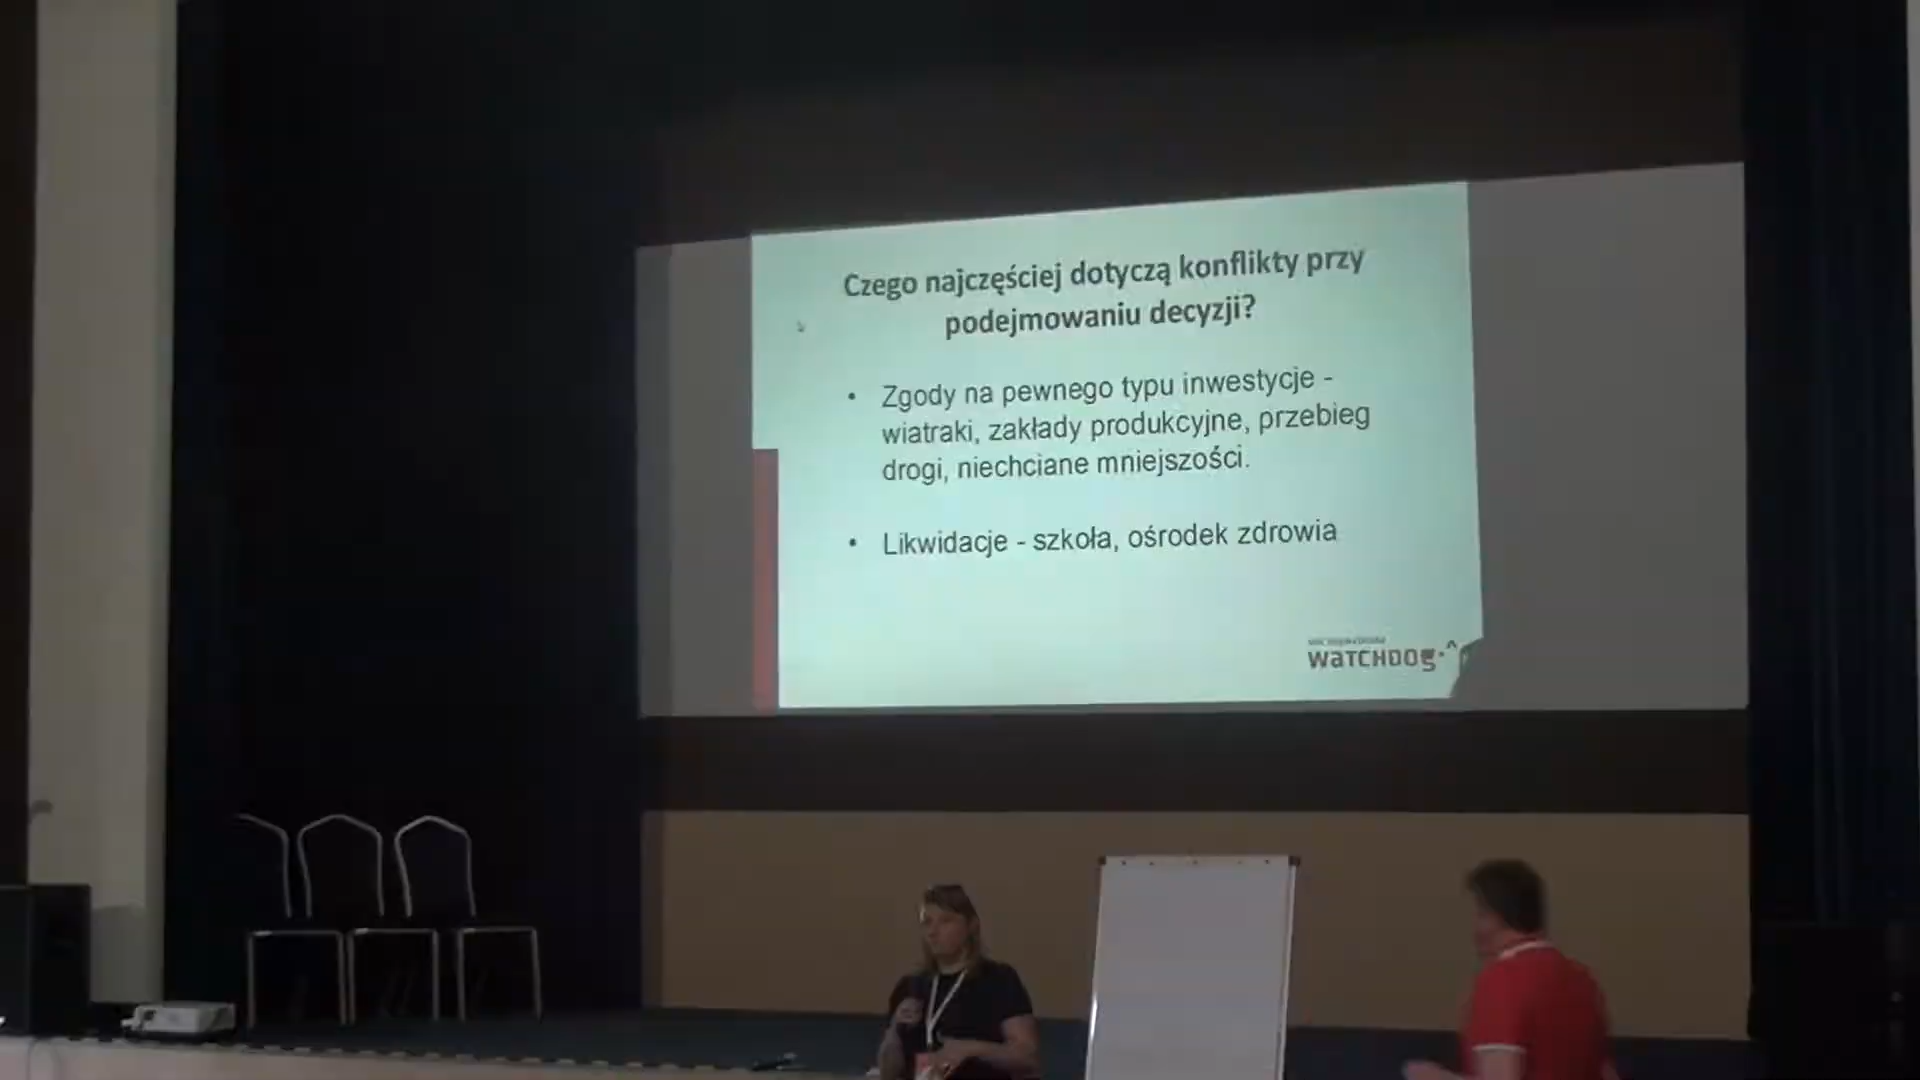 Czego najczęściej dotyczą konflikty przy
podejmowaniu decyzji?
• Zgody na pewnego typu inwestycje -
wiatraki, zakłady produkcyjne, przebieg
drogi, niechciane mniejszości.
• Likwidacje - szkoła, ośrodek zdrowia
WaTCHDOg